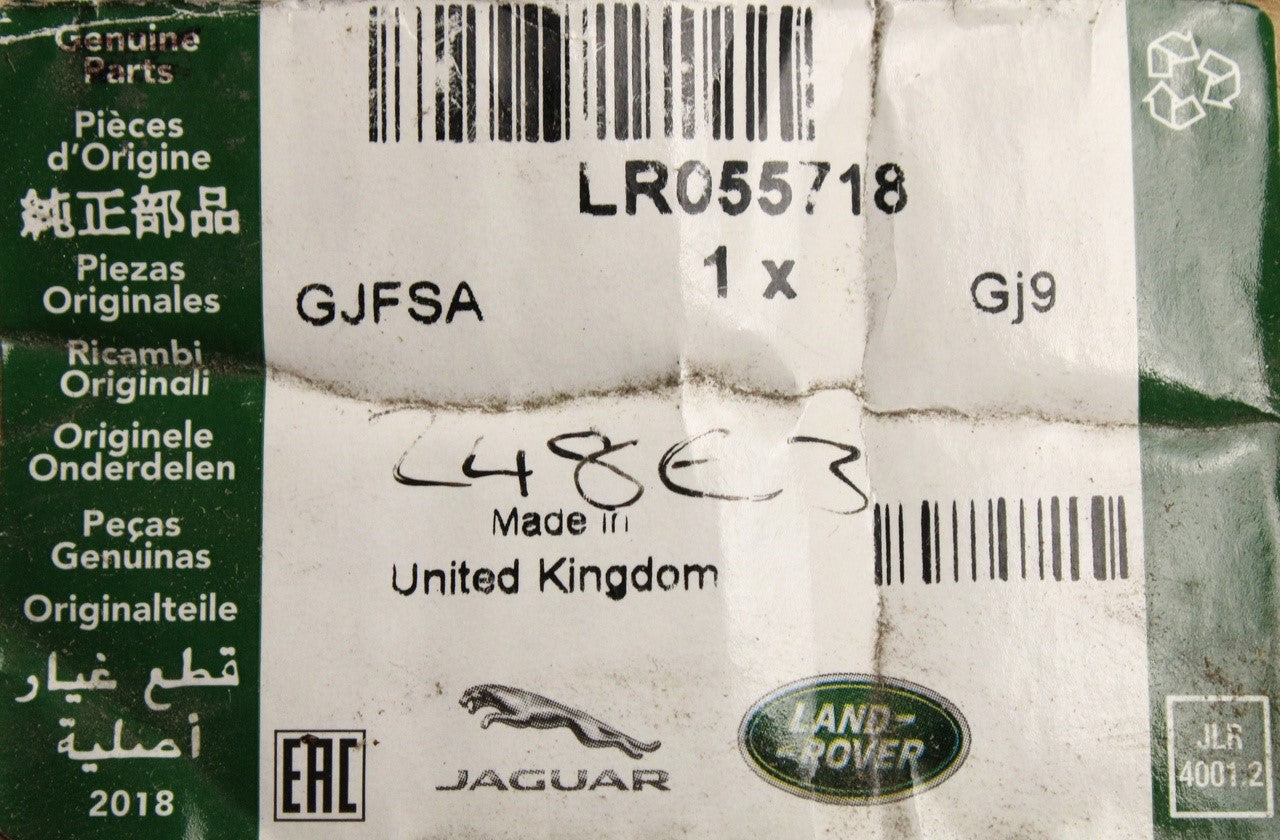 Genuine
Parts
Pièces
d'Origine
純正部品
Piezas
Originales
Ricambi
Originali
Originele
Onderdelen
Peças
Genuinas
Originalteile
قطع غيار
أصلية
2018
LR055718
1 x
GJFSA
Gj9
L48E3
Made in
United Kingdom
EAC
JAGUAR
LAND-
-ROVER
JLR
4001.2